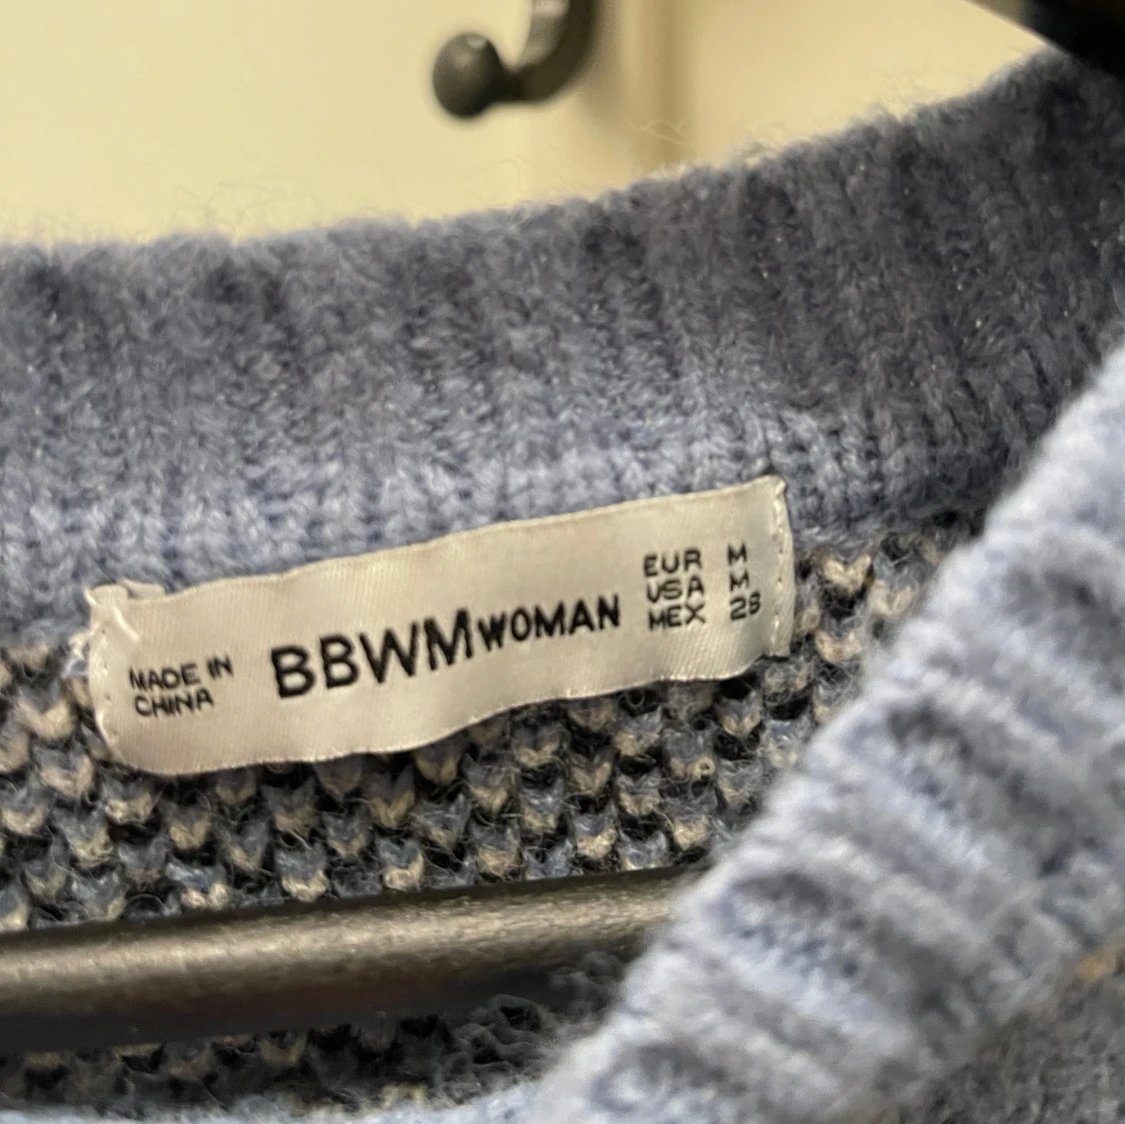 MADE IN
CHINA
BBWMWOMAN
EUR M
USA M
MEX 28